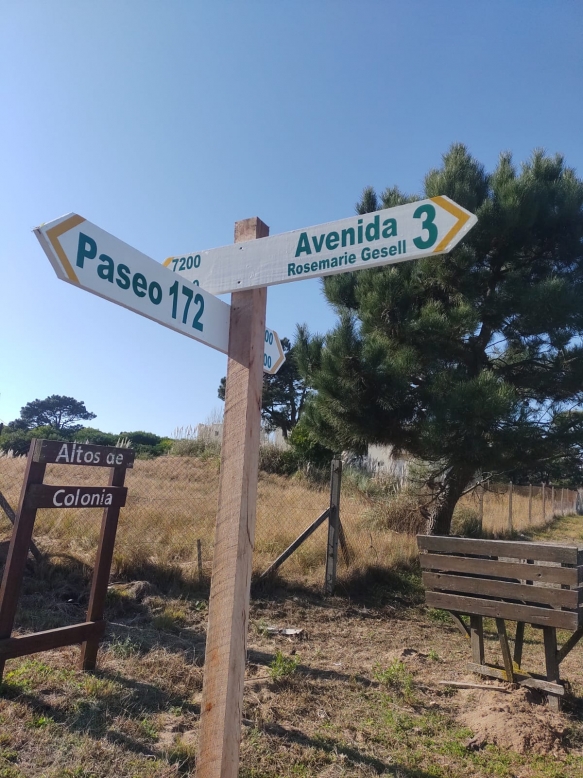 Paseo 172
7200
Avenida 3
Rosemarie Gesell
Altos de
Colonia